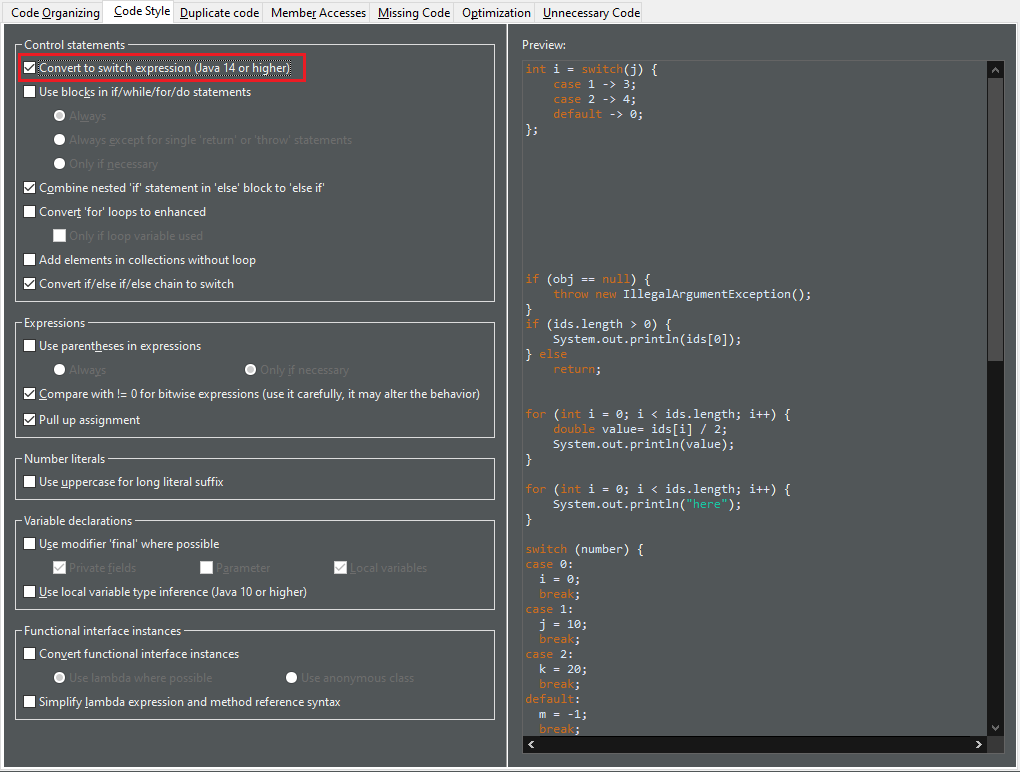 Code Organizing Code Style Duplicate code Member Accesses Missing Code Optimization Unnecessary Code
Control statements
Convert to switch expression (Java 14 or higher)
Use blocks in if/while/for/do statements
Always
Always except for single 'return' or 'throw' statements
Only if necessary
Combine nested 'if' statement in 'else' block to 'else if'
Convert 'for' loops to enhanced
Only if loop variable used
Add elements in collections without loop
Convert if/else if/else chain to switch
Expressions
Use parentheses in expressions
Always Only if necessary
Compare with != 0 for bitwise expressions (use it carefully, it may alter the behavior)
Pull up assignment
Number literals
Use uppercase for long literal suffix
Variable declarations
Use modifier 'final' where possible
Private fields Parameter Local variables
Use local variable type inference (Java 10 or higher)
Functional interface instances
Convert functional interface instances
Use lambda where possible Use anonymous class
Simplify lambda expression and method reference syntax
Preview:
int i = switch(j) {
case 1 -> 3;
case 2 -> 4;
default -> 0;
};
if (obj == null) {
throw new IllegalArgumentException();
}
if (ids.length > 0) {
System.out.println(ids[0]);
} else
return;
for (int i = 0; i < ids.length; i++) {
double value= ids[i] / 2;
System.out.println(value);
}
for (int i = 0; i < ids.length; i++) {
System.out.println("here");
}
switch (number) {
case 0:
i = 0;
break;
case 1:
j = 10;
break;
case 2:
k = 20;
break;
default:
m = -1;
break;